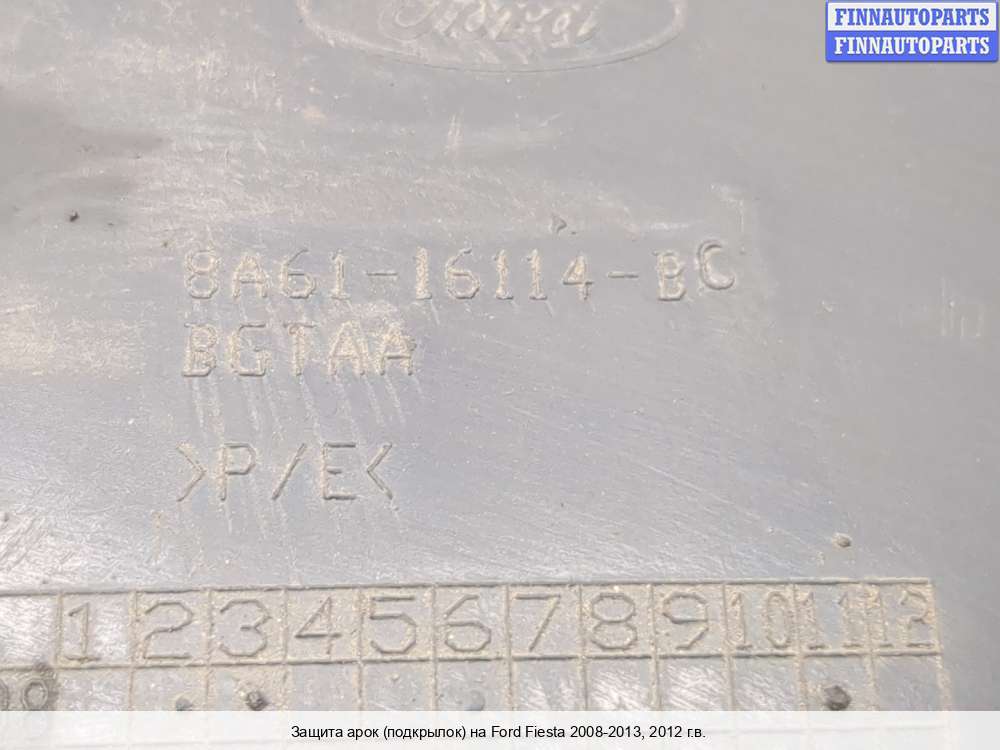 FINNAUTOPARTS
FINNAUTOPARTS
Ford
8A61-16114-BC
BGTAA
>P/E<
1 2 3 4 5 6 7 8 9 10 11 12
Защита арок (подкрылок) на Ford Fiesta 2008-2013, 2012 г.в.